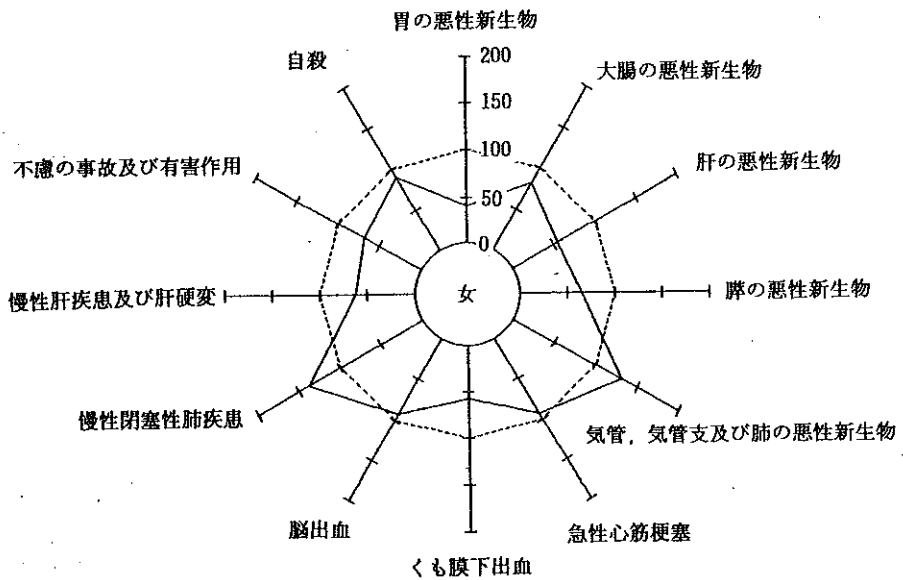 胃の悪性新生物
自殺
200
大腸の悪性新生物
150
不慮の事故及び有害作用
100
肝の悪性新生物
50
0
慢性肝疾患及び肝硬変
女
膵の悪性新生物
慢性閉塞性肺疾患
気管，気管支及び肺の悪性新生物
脳出血
急性心筋梗塞
くも膜下出血